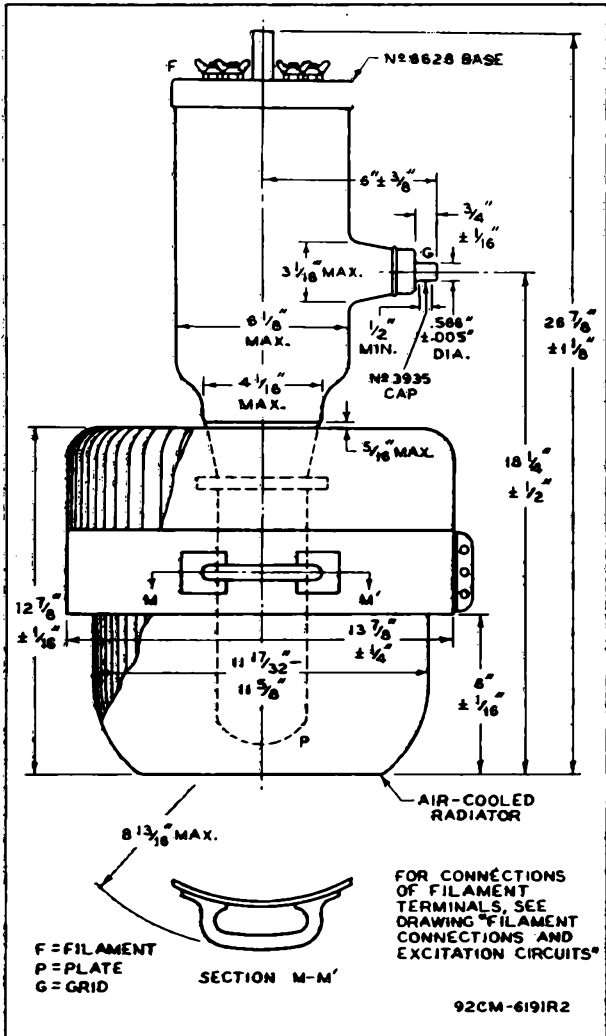 F
Nº 8628 BASE
6" ± 3/8"
3/4"
± 1/16"
G
3 1/16" MAX.
6 1/8"
MAX.
1/2"
MIN.
.566"
±.005"
DIA.
Nº 3935
CAP
26 7/8"
± 1 1/8"
4 1/16"
MAX.
5/16" MAX.
18 1/4"
± 1/2"
M
M'
12 7/8"
± 1/16"
13 7/8"
± 1/4"
11 17/32"–
11 5/8"
6"
± 1/16"
P
AIR-COOLED
RADIATOR
8 13/16" MAX.
FOR CONNECTIONS
OF FILAMENT
TERMINALS, SEE
DRAWING "FILAMENT
CONNECTIONS AND
EXCITATION CIRCUITS"
F = FILAMENT
P = PLATE
G = GRID
SECTION M-M'
92CM-6191R2